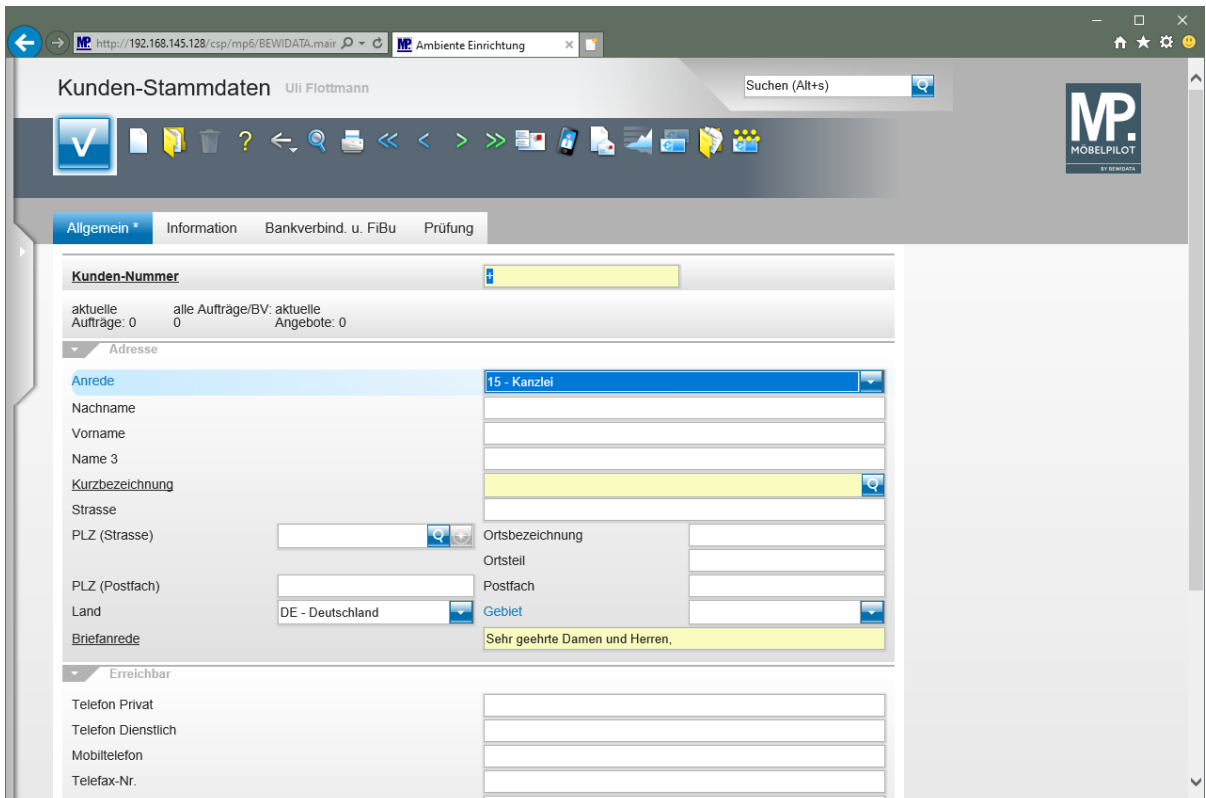 http://192.168.145.128/csp/mp6/BEWIDATA.mair
MP. Ambiente Einrichtung
Kunden-Stammdaten Uli Flottmann
Suchen (Alt+s)
MP.
MÖBELPILOT
BY BEWIDATA
Allgemein * Information Bankverbind. u. FiBu Prüfung
Kunden-Nummer +
aktuelle alle Aufträge/BV: aktuelle
Aufträge: 0 0 Angebote: 0
Adresse
Anrede 15 - Kanzlei
Nachname
Vorname
Name 3
Kurzbezeichnung
Strasse
PLZ (Strasse) Ortsbezeichnung
Ortsteil
PLZ (Postfach) Postfach
Land DE - Deutschland Gebiet
Briefanrede Sehr geehrte Damen und Herren,
Erreichbar
Telefon Privat
Telefon Dienstlich
Mobiltelefon
Telefax-Nr.